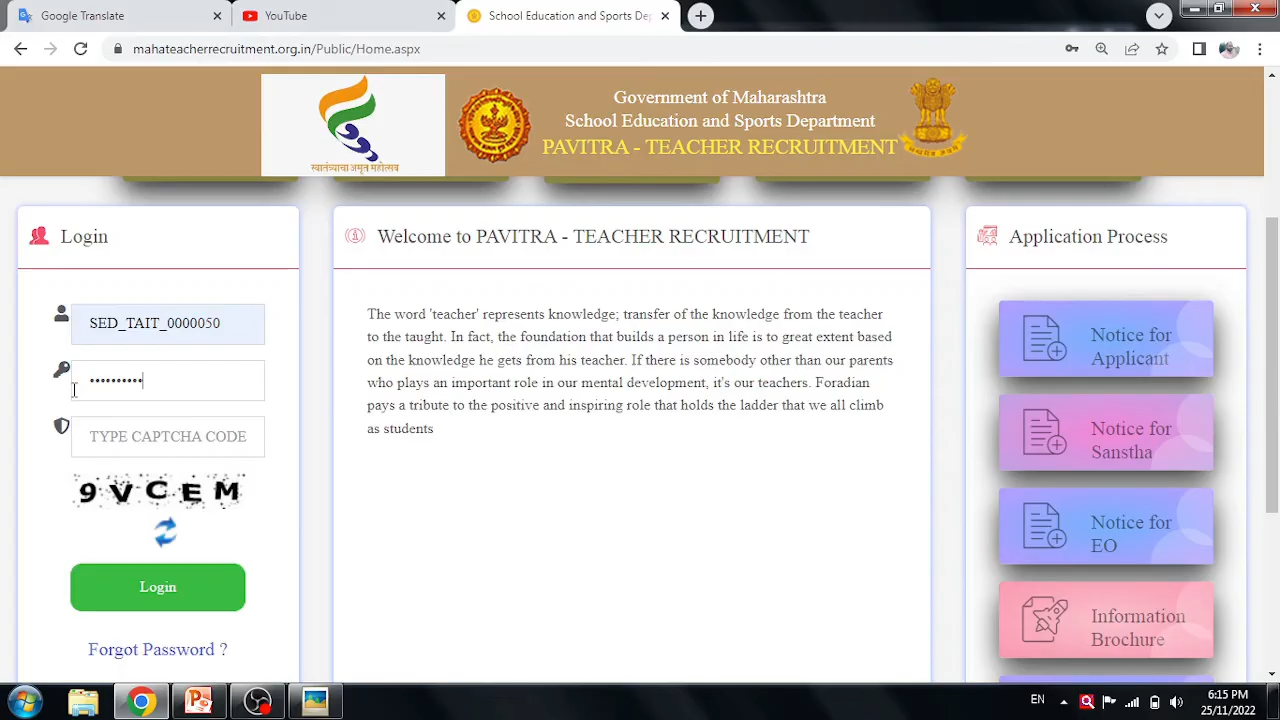 Google Translate
YouTube
School Education and Sports De
mahateacherrecruitment.org.in/Public/Home.aspx
स्वातंत्र्याचा अमृत महोत्सव
Government of Maharashtra
School Education and Sports Department
PAVITRA - TEACHER RECRUITMENT
Login
SED_TAIT_0000050
••••••••••
TYPE CAPTCHA CODE
9VCEM
Login
Forgot Password ?
Welcome to PAVITRA - TEACHER RECRUITMENT
The word 'teacher' represents knowledge; transfer of the knowledge from the teacher
to the taught. In fact, the foundation that builds a person in life is to great extent based
on the knowledge he gets from his teacher. If there is somebody other than our parents
who plays an important role in our mental development, it's our teachers. Foradian
pays a tribute to the positive and inspiring role that holds the ladder that we all climb
as students
Application Process
Notice for
Applicant
Notice for
Sanstha
Notice for
EO
Information
Brochure
EN
6:15 PM
25/11/2022